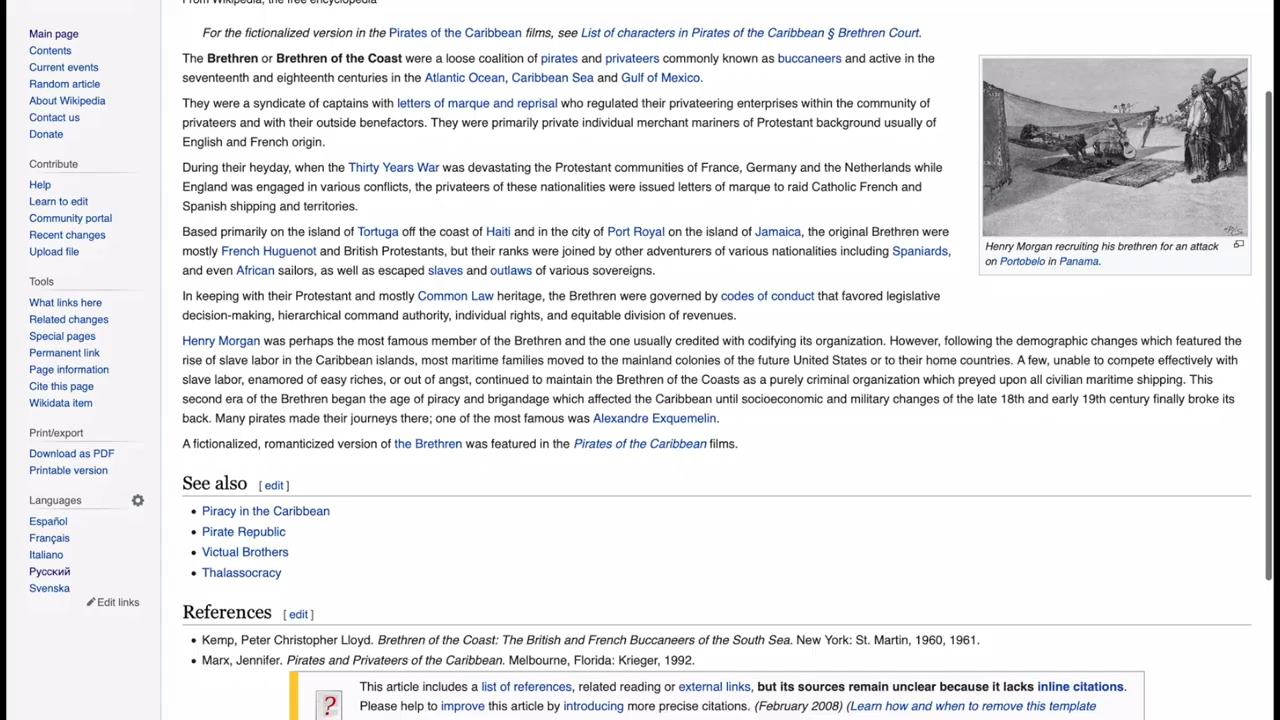 From Wikipedia, the free encyclopedia
Main page
Contents
Current events
Random article
About Wikipedia
Contact us
Donate
Contribute
Help
Learn to edit
Community portal
Recent changes
Upload file
Tools
What links here
Related changes
Special pages
Permanent link
Page information
Cite this page
Wikidata item
Print/export
Download as PDF
Printable version
Languages
Español
Français
Italiano
Русский
Svenska
Edit links
For the fictionalized version in the Pirates of the Caribbean films, see List of characters in Pirates of the Caribbean § Brethren Court.
The Brethren or Brethren of the Coast were a loose coalition of pirates and privateers commonly known as buccaneers and active in the
seventeenth and eighteenth centuries in the Atlantic Ocean, Caribbean Sea and Gulf of Mexico.
They were a syndicate of captains with letters of marque and reprisal who regulated their privateering enterprises within the community of
privateers and with their outside benefactors. They were primarily private individual merchant mariners of Protestant background usually of
English and French origin.
During their heyday, when the Thirty Years War was devastating the Protestant communities of France, Germany and the Netherlands while
England was engaged in various conflicts, the privateers of these nationalities were issued letters of marque to raid Catholic French and
Spanish shipping and territories.
Based primarily on the island of Tortuga off the coast of Haiti and in the city of Port Royal on the island of Jamaica, the original Brethren were
mostly French Huguenot and British Protestants, but their ranks were joined by other adventurers of various nationalities including Spaniards,
and even African sailors, as well as escaped slaves and outlaws of various sovereigns.
In keeping with their Protestant and mostly Common Law heritage, the Brethren were governed by codes of conduct that favored legislative
decision-making, hierarchical command authority, individual rights, and equitable division of revenues.
Henry Morgan recruiting his brethren for an attack
on Portobelo in Panama.
Henry Morgan was perhaps the most famous member of the Brethren and the one usually credited with codifying its organization. However, following the demographic changes which featured the
rise of slave labor in the Caribbean islands, most maritime families moved to the mainland colonies of the future United States or to their home countries. A few, unable to compete effectively with
slave labor, enamored of easy riches, or out of angst, continued to maintain the Brethren of the Coasts as a purely criminal organization which preyed upon all civilian maritime shipping. This
second era of the Brethren began the age of piracy and brigandage which affected the Caribbean until socioeconomic and military changes of the late 18th and early 19th century finally broke its
back. Many pirates made their journeys there; one of the most famous was Alexandre Exquemelin.
A fictionalized, romanticized version of the Brethren was featured in the Pirates of the Caribbean films.
See also [ edit ]
• Piracy in the Caribbean
• Pirate Republic
• Victual Brothers
• Thalassocracy
References [ edit ]
• Kemp, Peter Christopher Lloyd. Brethren of the Coast: The British and French Buccaneers of the South Sea. New York: St. Martin, 1960, 1961.
• Marx, Jennifer. Pirates and Privateers of the Caribbean. Melbourne, Florida: Krieger, 1992.
?
This article includes a list of references, related reading or external links, but its sources remain unclear because it lacks inline citations.
Please help to improve this article by introducing more precise citations. (February 2008) (Learn how and when to remove this template